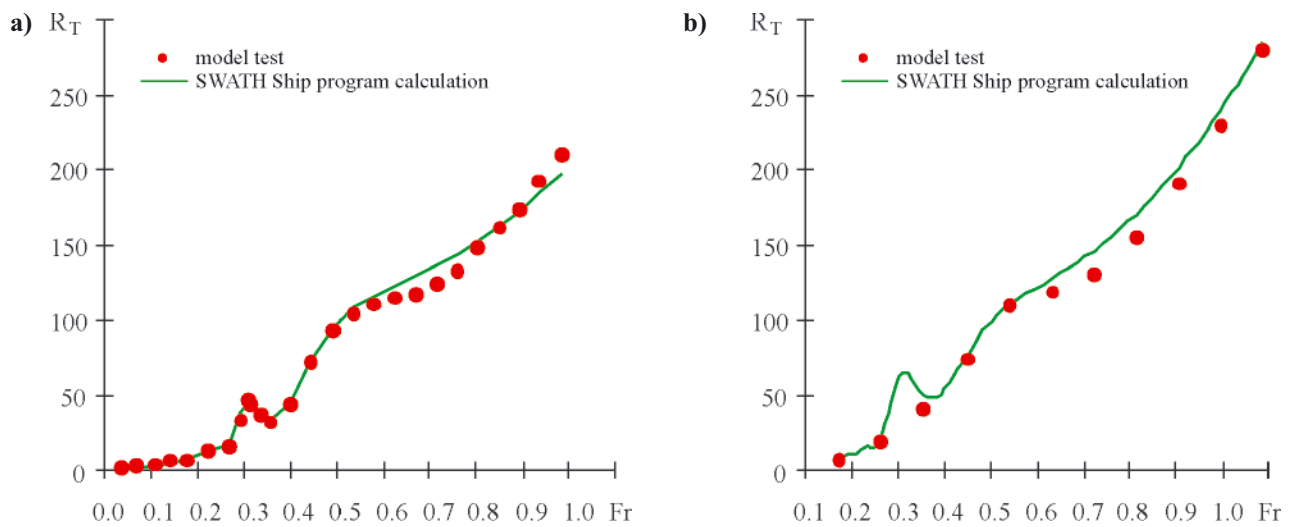 a)
R_T
model test
SWATH Ship program calculation
250
200
150
100
50
0
0.0 0.1 0.2 0.3 0.4 0.5 0.6 0.7 0.8 0.9 1.0 Fr
b)
R_T
model test
SWATH Ship program calculation
250
200
150
100
50
0
0.1 0.2 0.3 0.4 0.5 0.6 0.7 0.8 0.9 1.0 Fr